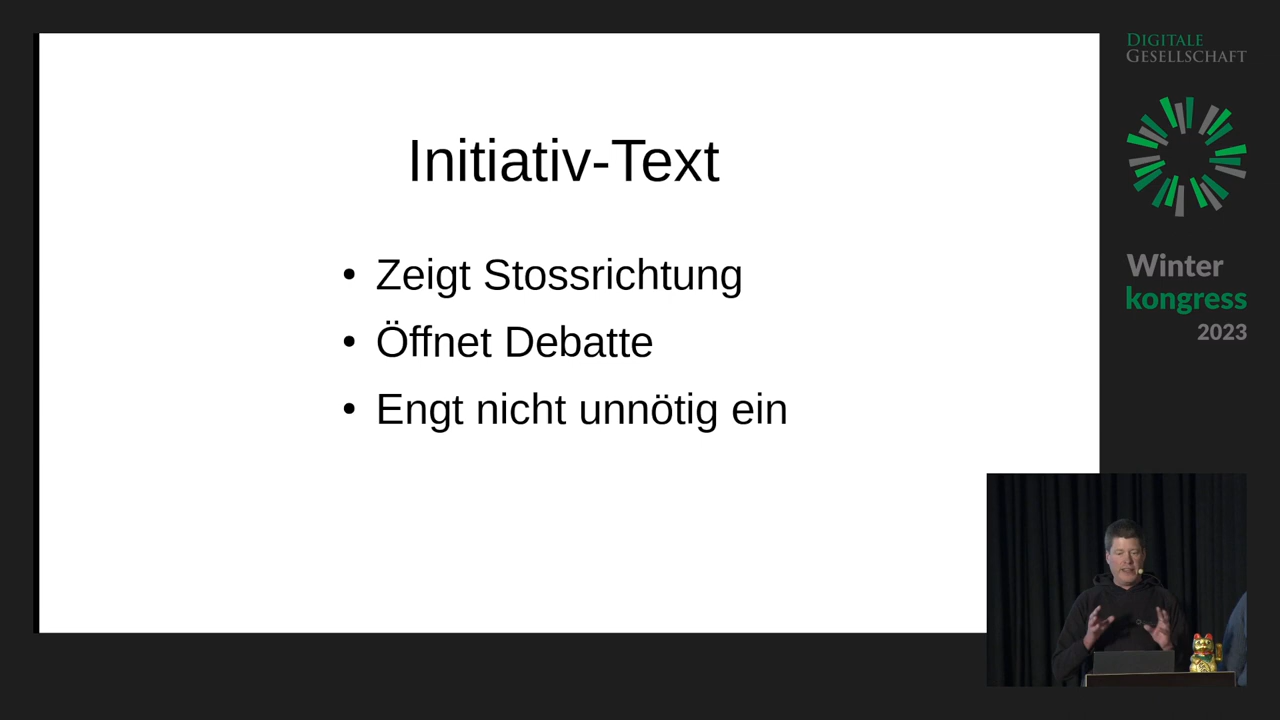 Initiativ-Text
• Zeigt Stossrichtung
• Öffnet Debatte
• Engt nicht unnötig ein
DIGITALE
GESELLSCHAFT
Winter
kongress
2023